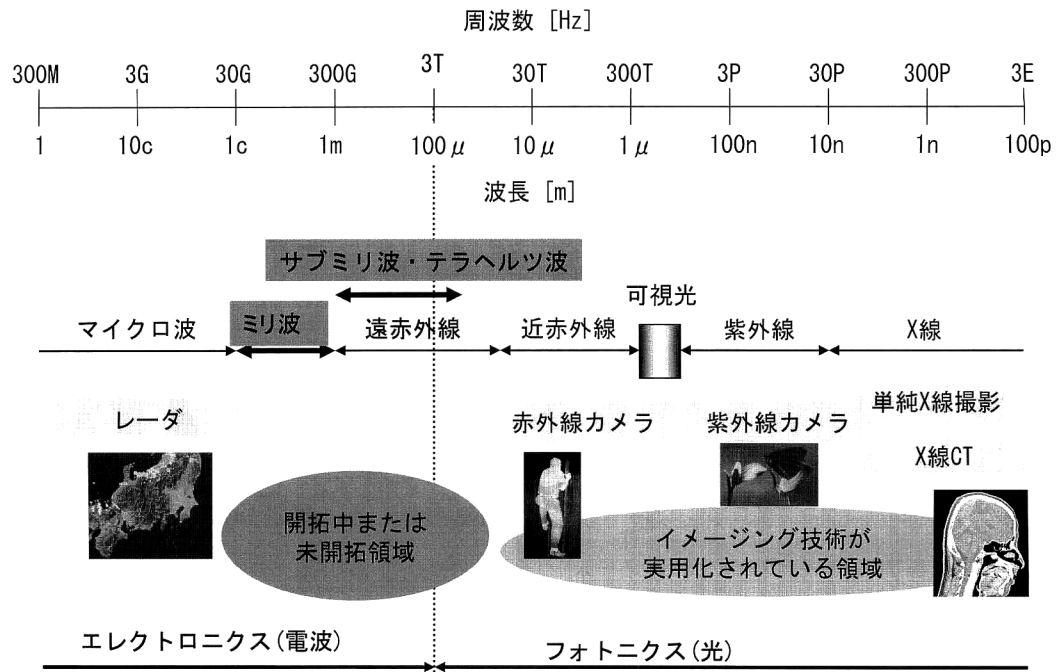 周波数 [Hz]
300M 3G 30G 300G 3T 30T 300T 3P 30P 300P 3E
1 10c 1c 1m 100μ 10μ 1μ 100n 10n 1n 100p
波長 [m]
サブミリ波・テラヘルツ波
可視光
マイクロ波 ミリ波 遠赤外線 近赤外線 紫外線 X線
単純X線撮影
レーダ 赤外線カメラ 紫外線カメラ
X線CT
開拓中または
未開拓領域
イメージング技術が
実用化されている領域
エレクトロニクス(電波) フォトニクス(光)